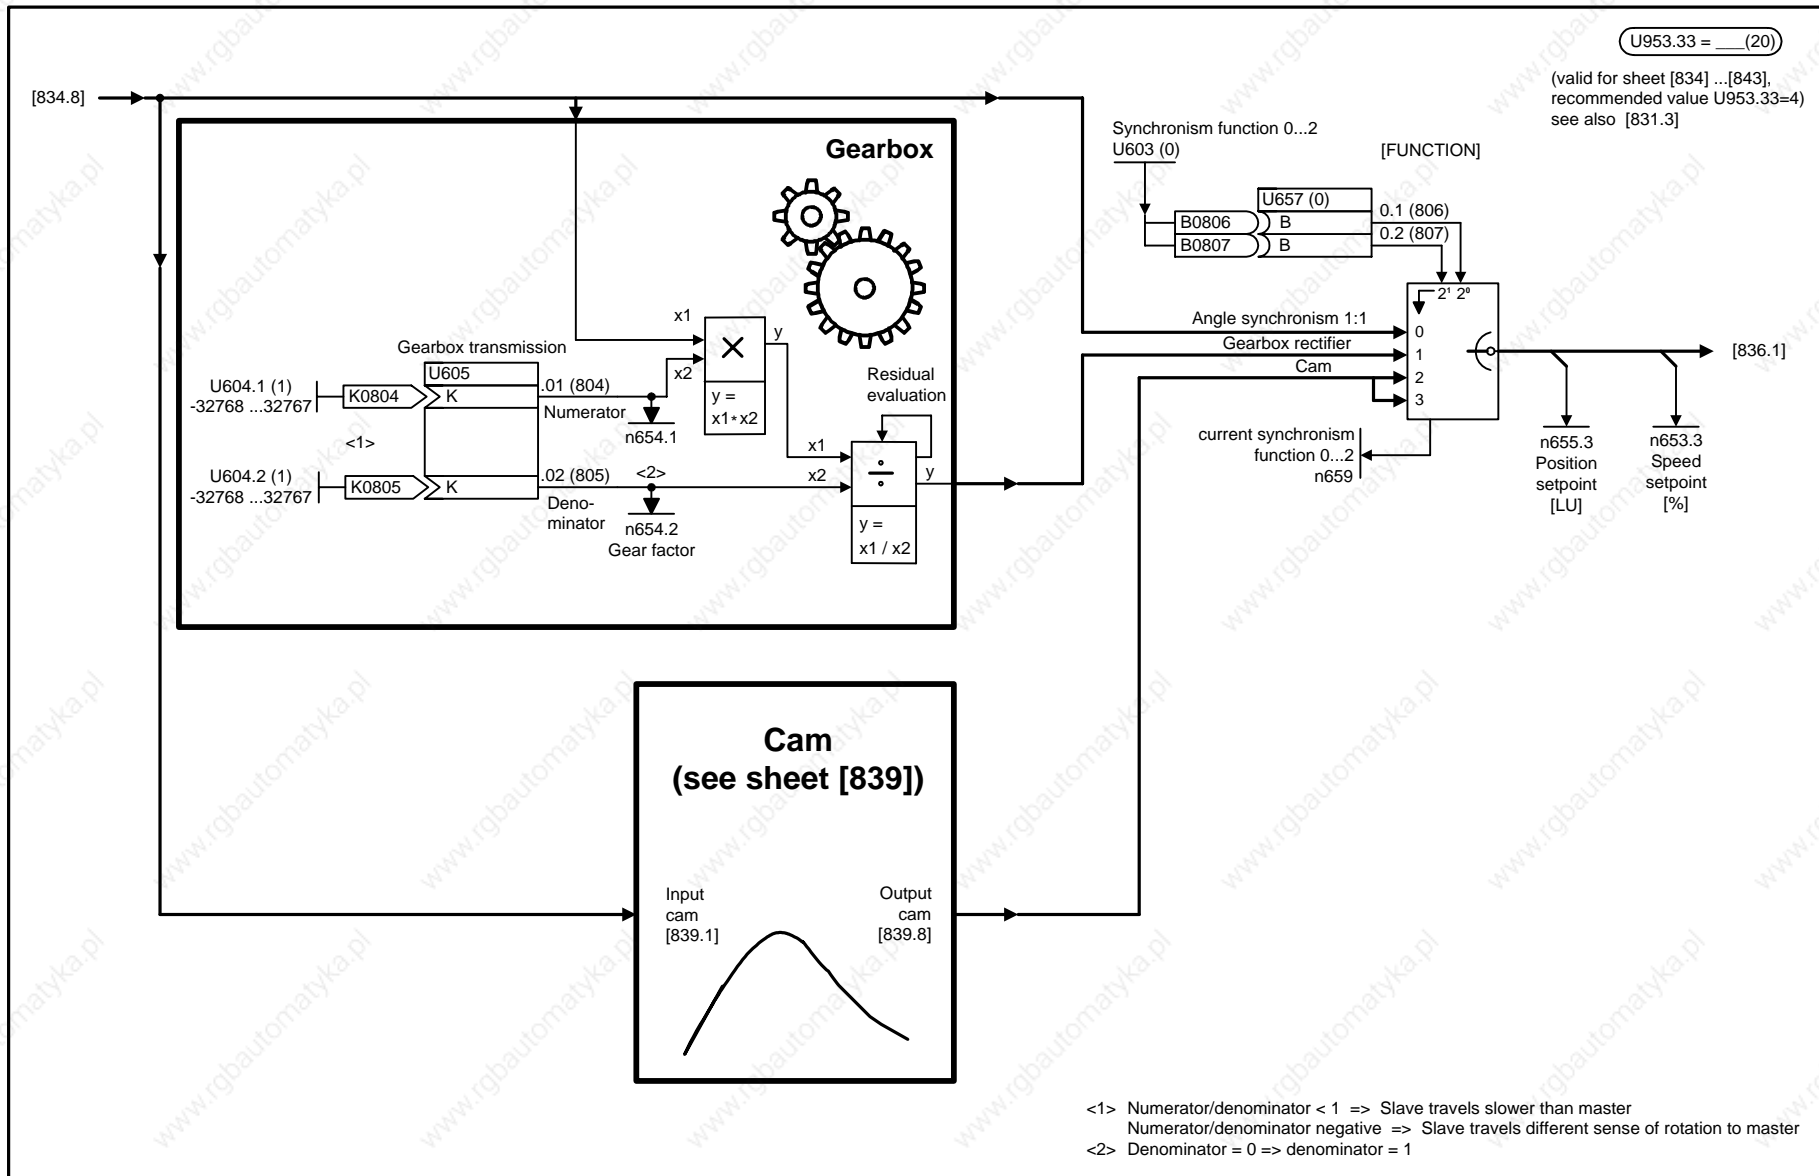 U953.33 = ___(20)
(valid for sheet [834] ...[843],
recommended value U953.33=4)
see also [831.3]
[834.8]
Gearbox
Synchronism function 0...2
U603 (0)
[FUNCTION]
U657 (0)
B0806
B
0.1 (806)
B0807
B
0.2 (807)
2¹ 2⁰
Angle synchronism 1:1
0
Gearbox rectifier
1
Cam
2
3
[836.1]
x1
x2
y
y =
x1*x2
Gearbox transmission
U605
U604.1 (1)
-32768 ...32767
K0804
K
.01 (804)
Numerator
n654.1
<1>
U604.2 (1)
-32768 ...32767
K0805
K
.02 (805)
<2>
Deno-
minator
n654.2
Gear factor
Residual
evaluation
x1
x2
y
y =
x1 / x2
current synchronism
function 0...2
n659
n655.3
Position
setpoint
[LU]
n653.3
Speed
setpoint
[%]
Cam
(see sheet [839])
Input
cam
[839.1]
Output
cam
[839.8]
<1> Numerator/denominator < 1 => Slave travels slower than master
Numerator/denominator negative => Slave travels different sense of rotation to master
<2> Denominator = 0 => denominator = 1
www.rgbautomatyka.pl